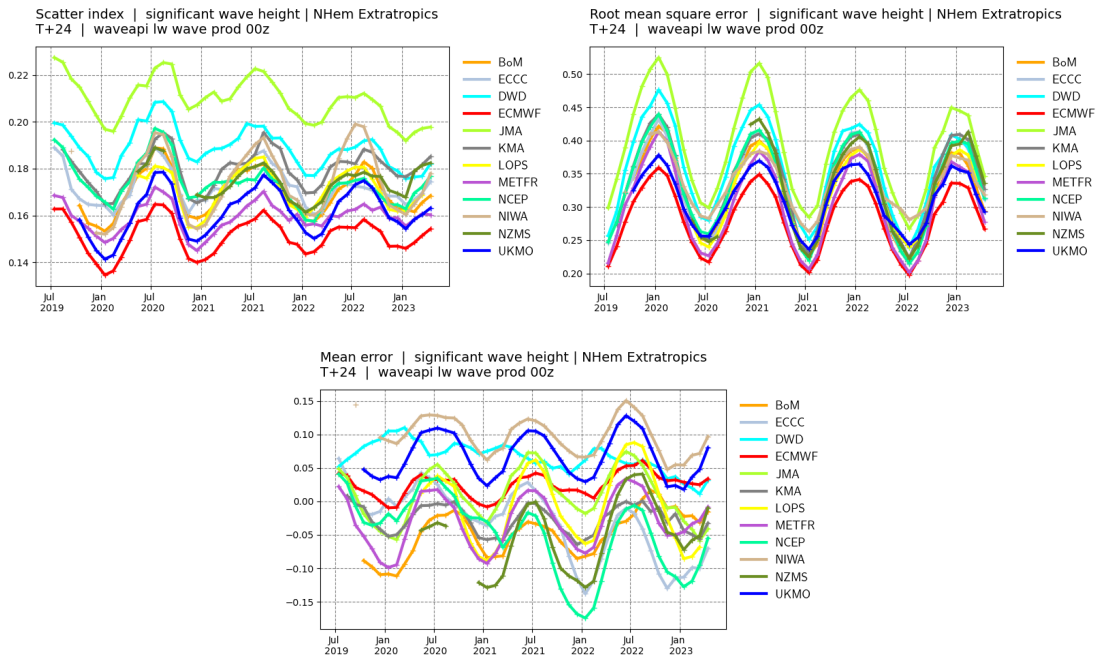 Scatter index | significant wave height | NHem Extratropics
T+24 | waveapi lw wave prod 00z
0.22
0.20
0.18
0.16
0.14
Jul 2019
Jan 2020
Jul 2020
Jan 2021
Jul 2021
Jan 2022
Jul 2022
Jan 2023
BoM
ECCC
DWD
ECMWF
JMA
KMA
LOPS
METFR
NCEP
NIWA
NZMS
UKMO
Root mean square error | significant wave height | NHem Extratropics
T+24 | waveapi lw wave prod 00z
0.50
0.45
0.40
0.35
0.30
0.25
0.20
Jul 2019
Jan 2020
Jul 2020
Jan 2021
Jul 2021
Jan 2022
Jul 2022
Jan 2023
BoM
ECCC
DWD
ECMWF
JMA
KMA
LOPS
METFR
NCEP
NIWA
NZMS
UKMO
Mean error | significant wave height | NHem Extratropics
T+24 | waveapi lw wave prod 00z
0.15
0.10
0.05
0.00
−0.05
−0.10
−0.15
Jul 2019
Jan 2020
Jul 2020
Jan 2021
Jul 2021
Jan 2022
Jul 2022
Jan 2023
BoM
ECCC
DWD
ECMWF
JMA
KMA
LOPS
METFR
NCEP
NIWA
NZMS
UKMO